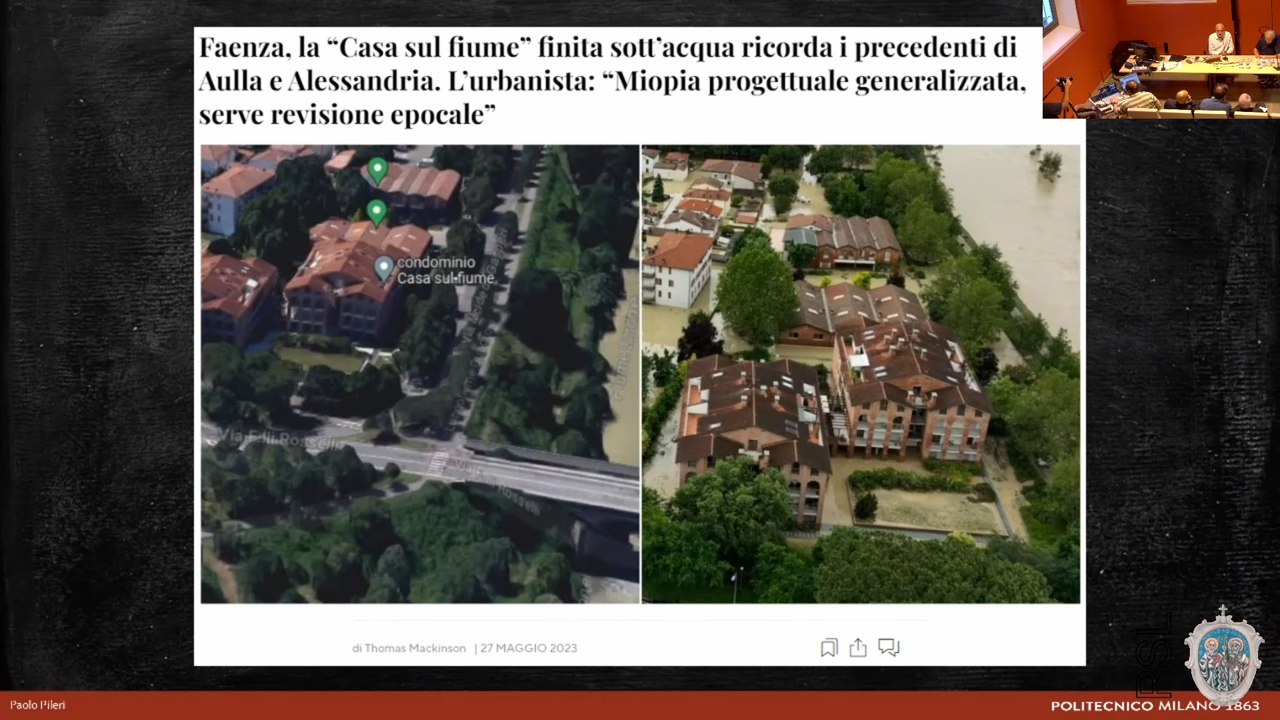 Faenza, la “Casa sul fiume” finita sott’acqua ricorda i precedenti di
Aulla e Alessandria. L’urbanista: “Miopia progettuale generalizzata,
serve revisione epocale”
condominio
Casa sul fiume
Via F.lli Rosselli
di Thomas Mackinson | 27 MAGGIO 2023
Paolo Pileri
POLITECNICO MILANO 1863